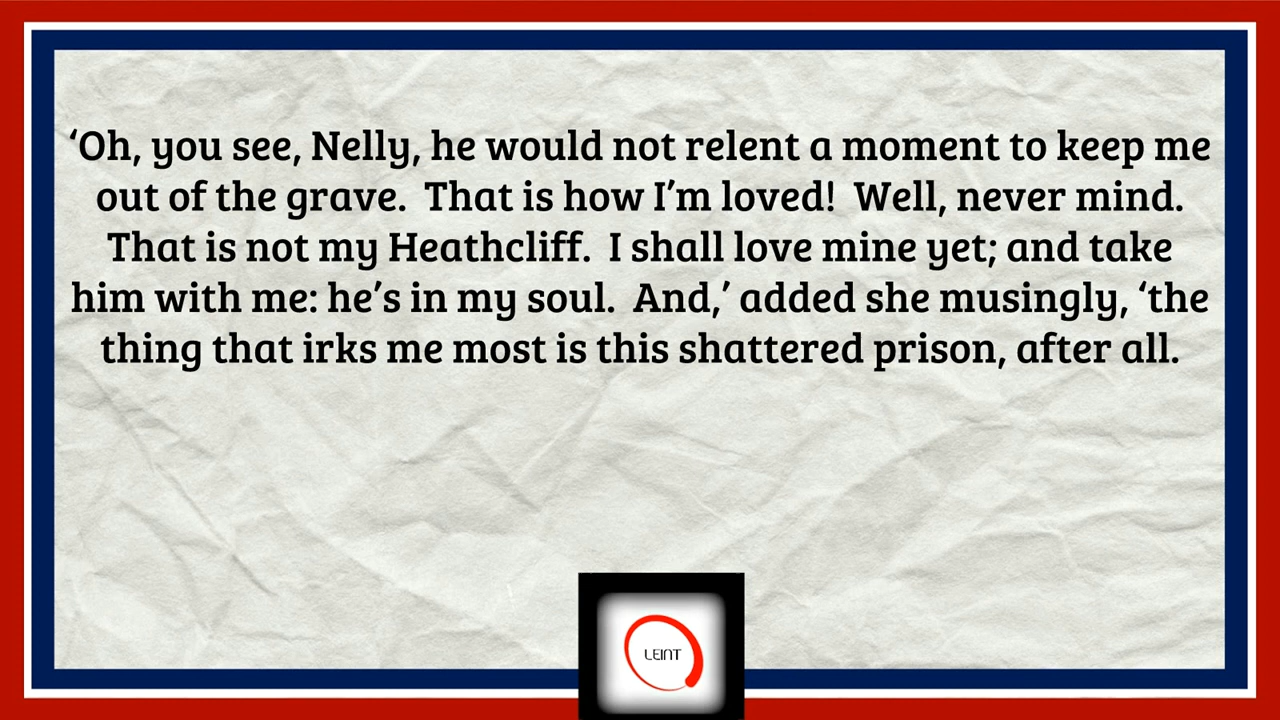 ‘Oh, you see, Nelly, he would not relent a moment to keep me
out of the grave.  That is how I’m loved!  Well, never mind.
That is not my Heathcliff.  I shall love mine yet; and take
him with me: he’s in my soul.  And,’ added she musingly, ‘the
thing that irks me most is this shattered prison, after all.
LEINT